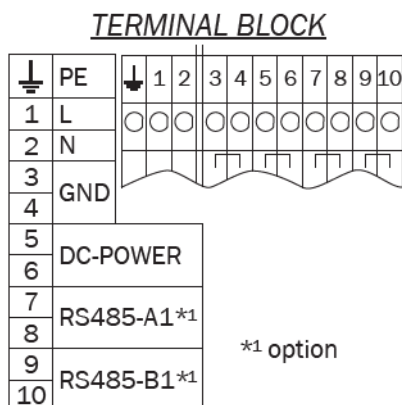 TERMINAL BLOCK
⏚ PE
1 L
2 N
3
4
GND
5
6
DC-POWER
7
8
RS485-A1*1
9
10
RS485-B1*1
⏚ 1 2 3 4 5 6 7 8 9 10
*1 option